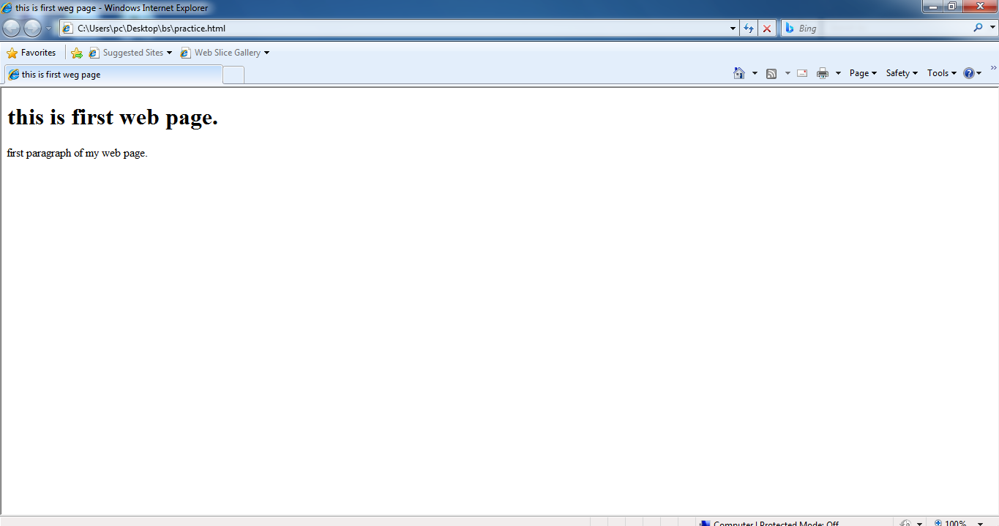 this is first weg page - Windows Internet Explorer
C:\Users\pc\Desktop\bs\practice.html Bing
Favorites Suggested Sites Web Slice Gallery
this is first weg page Page Safety Tools »
this is first web page.
first paragraph of my web page.
Computer | Protected Mode: Off 100%